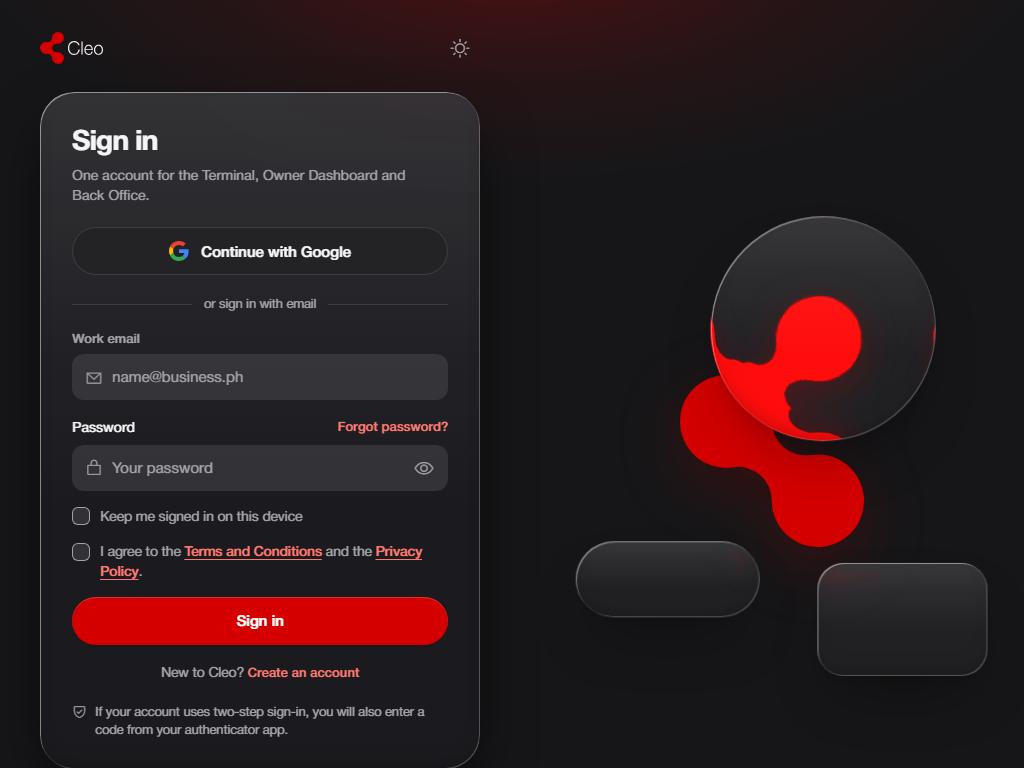 Cleo
Sign in
One account for the Terminal, Owner Dashboard and
Back Office.
Continue with Google
or sign in with email
Work email
name@business.ph
Password
Forgot password?
Your password
Keep me signed in on this device
I agree to the Terms and Conditions and the Privacy
Policy.
Sign in
New to Cleo? Create an account
If your account uses two-step sign-in, you will also enter a
code from your authenticator app.